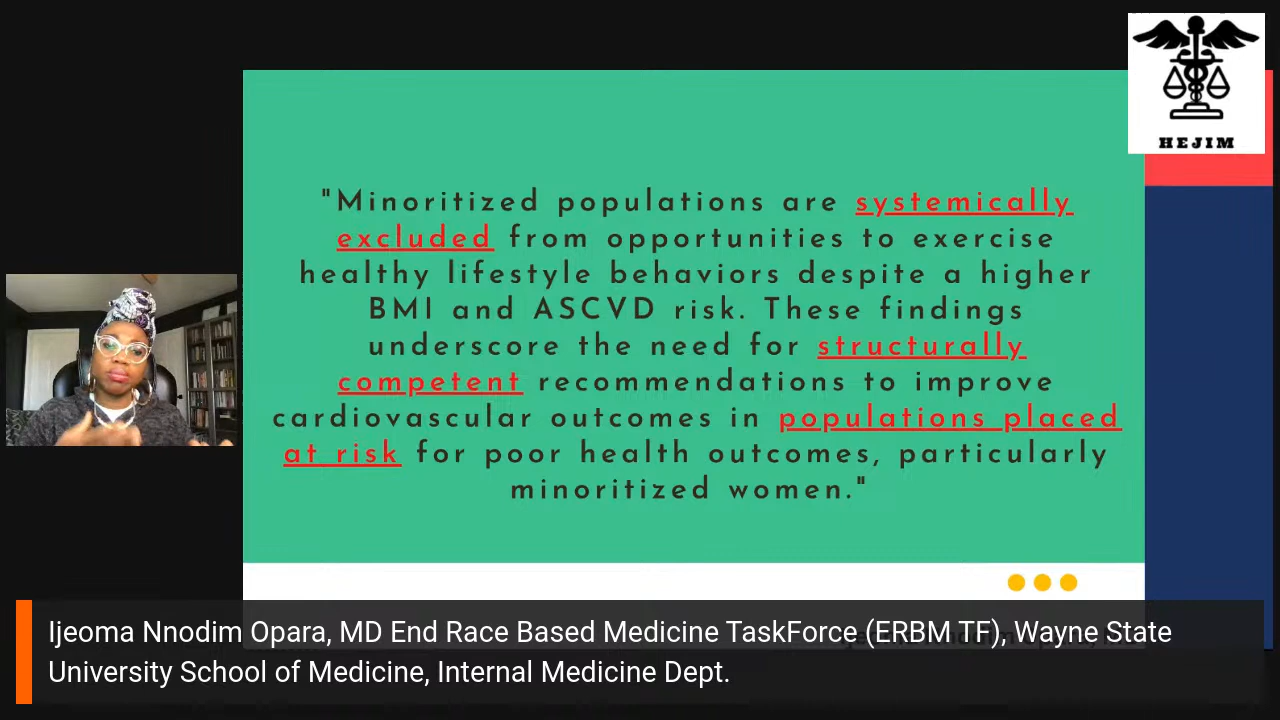 HEJIM
"Minoritized populations are systemically
excluded from opportunities to exercise
healthy lifestyle behaviors despite a higher
BMI and ASCVD risk. These findings
underscore the need for structurally
competent recommendations to improve
cardiovascular outcomes in populations placed
at risk for poor health outcomes, particularly
minoritized women."
Ijeoma Nnodim Opara, MD End Race Based Medicine TaskForce (ERBM TF), Wayne State
University School of Medicine, Internal Medicine Dept.